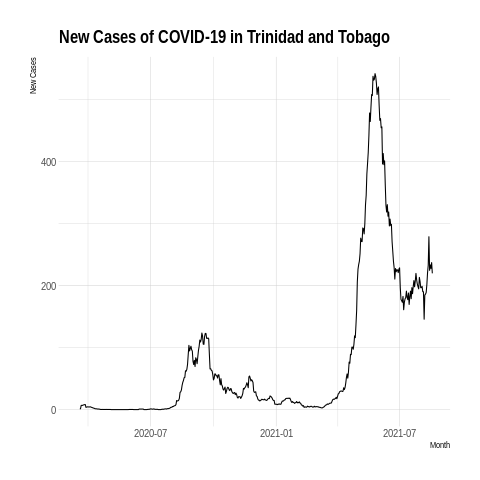 New Cases of COVID-19 in Trinidad and Tobago
New Cases
400
200
0
2020-07 2021-01 2021-07
Month